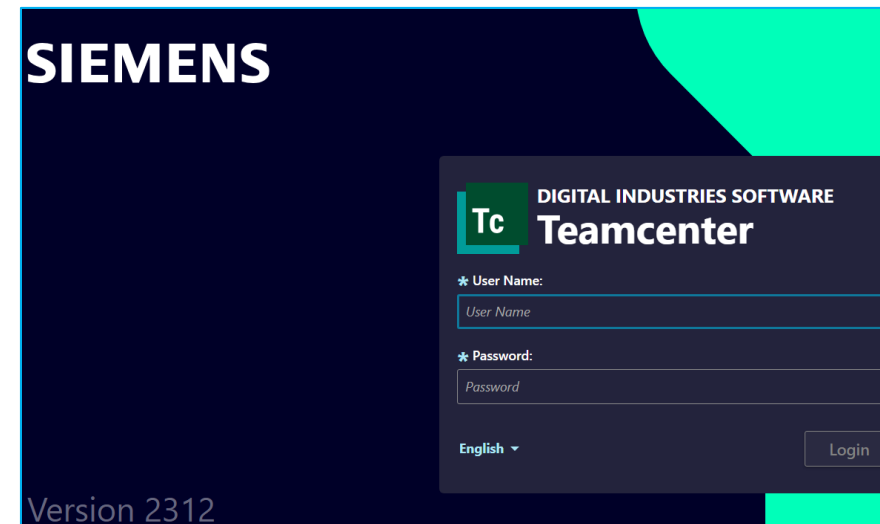 SIEMENS
Tc
DIGITAL INDUSTRIES SOFTWARE
Teamcenter
* User Name:
User Name
* Password:
Password
English
Login
Version 2312